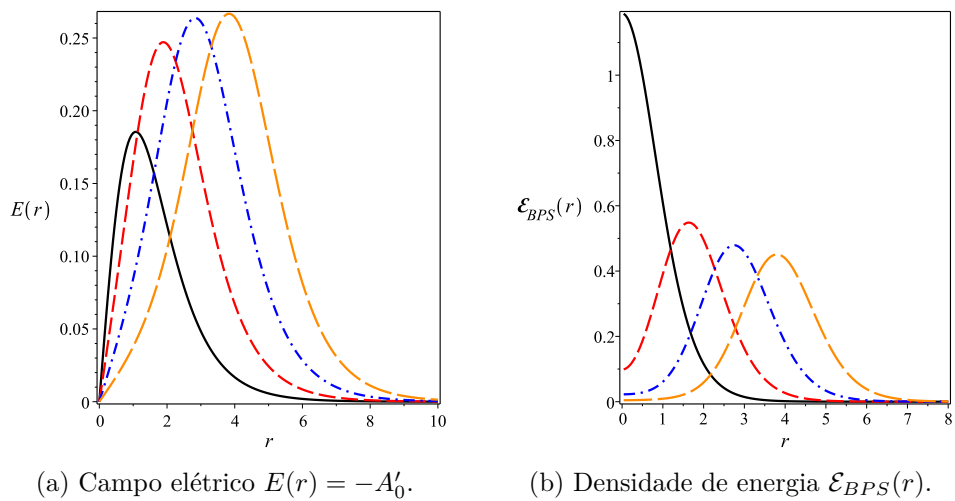 0.25
0.20
0.15
E(r)
0.10
0.05
0
0 2 4 6 8 10
r
1
0.8
𝓔_BPS(r)
0.6
0.4
0.2
0
0 1 2 3 4 5 6 7 8
r
(a) Campo elétrico E(r) = −A′₀.
(b) Densidade de energia ℰ_BPS(r).